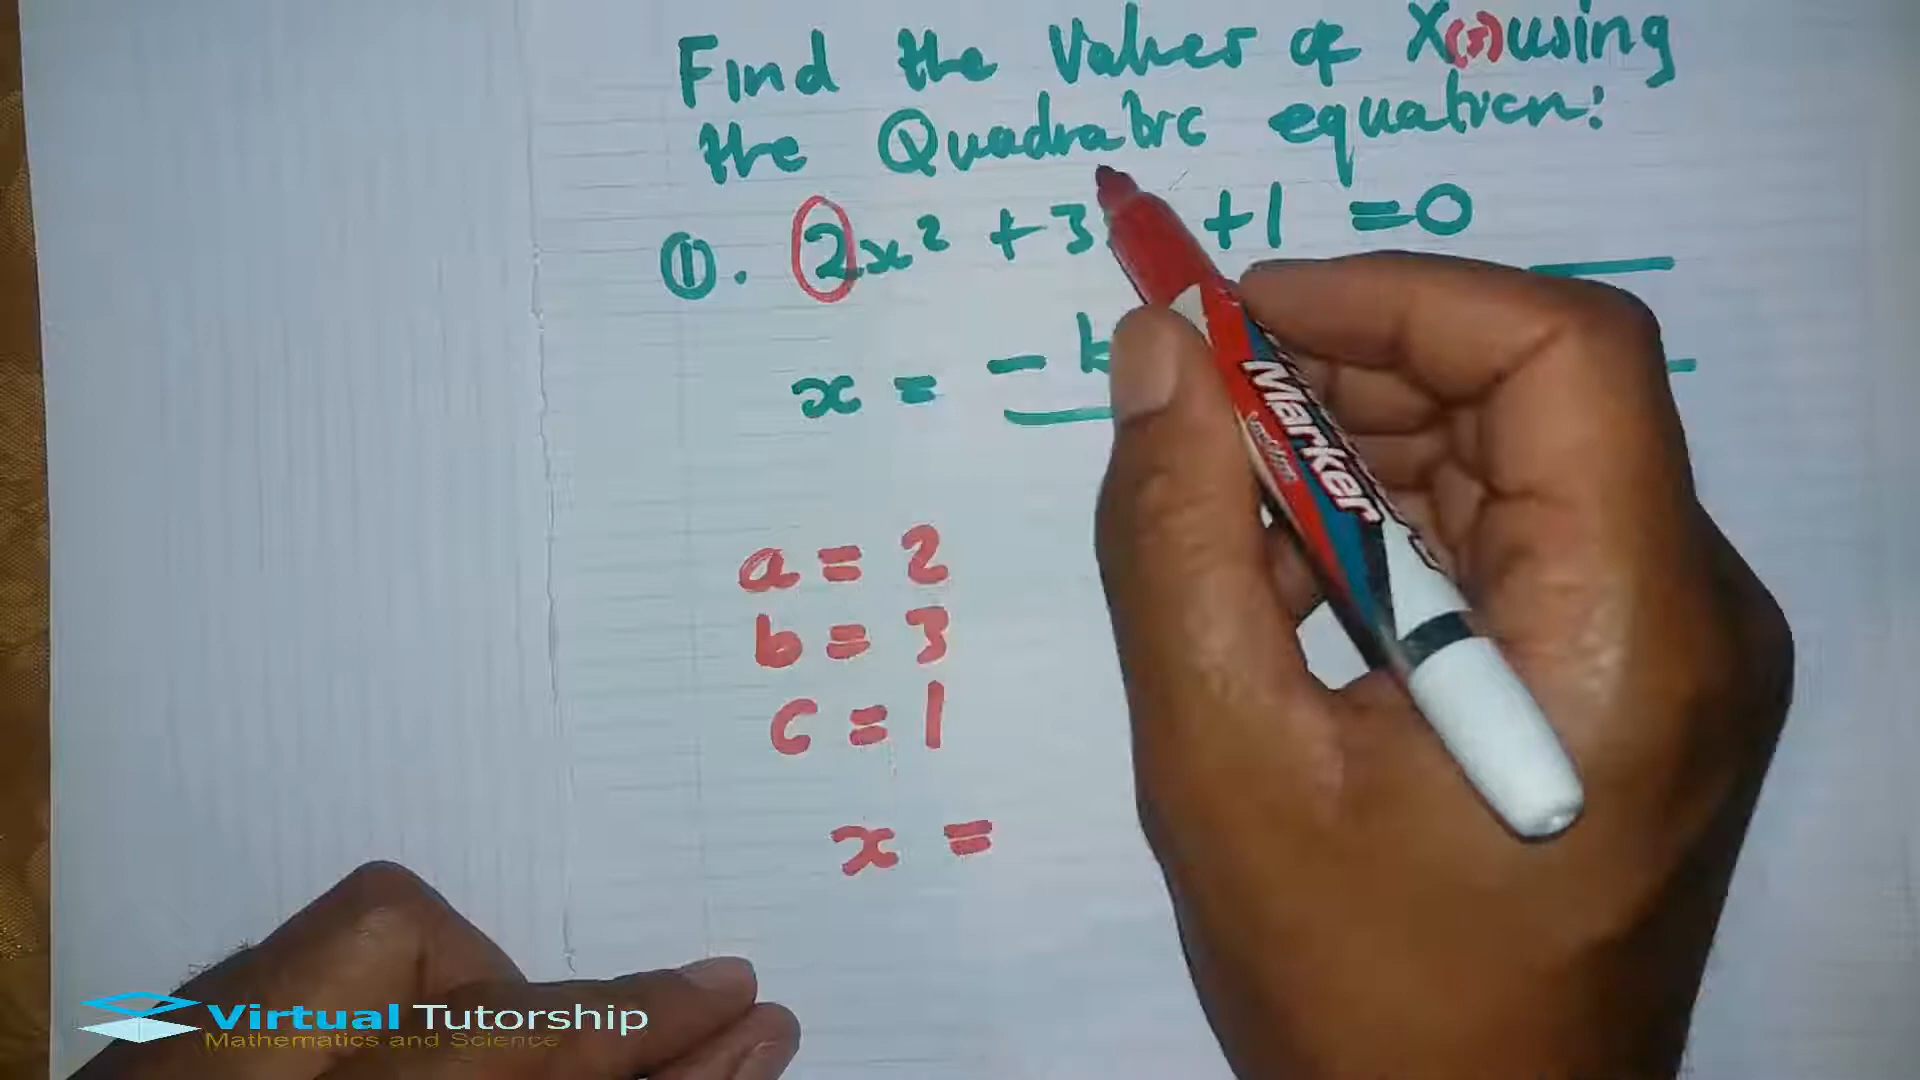 Find the Values of X(s) using
the Quadratic equation:
①. 2x² + 3 +1 =0
x = -b
a = 2
b = 3
c = 1
x =
Marker
Virtual Tutorship
Mathematics and Science